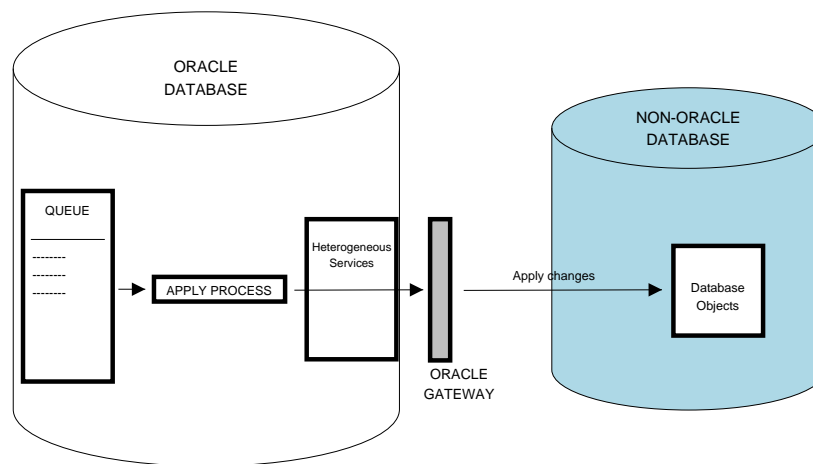 ORACLE
DATABASE
NON-ORACLE
DATABASE
QUEUE
--------
--------
--------
APPLY PROCESS
Heterogeneous
Services
ORACLE
GATEWAY
Apply changes
Database
Objects